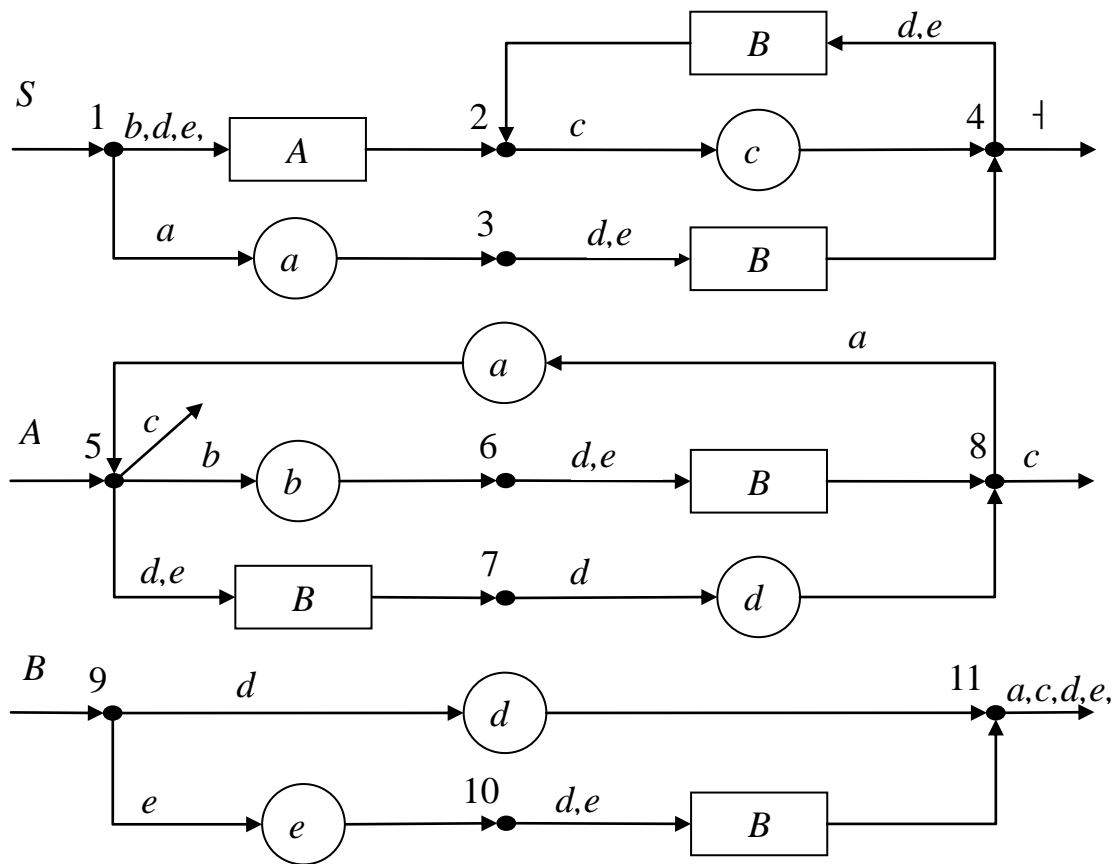 B d,e
S 1 b,d,e, A 2 c c 4 ⊣
a a 3 d,e B
a a
A 5 c b b 6 d,e B 8 c
d,e B 7 d d
B 9 d d 11 a,c,d,e,
e e 10 d,e B